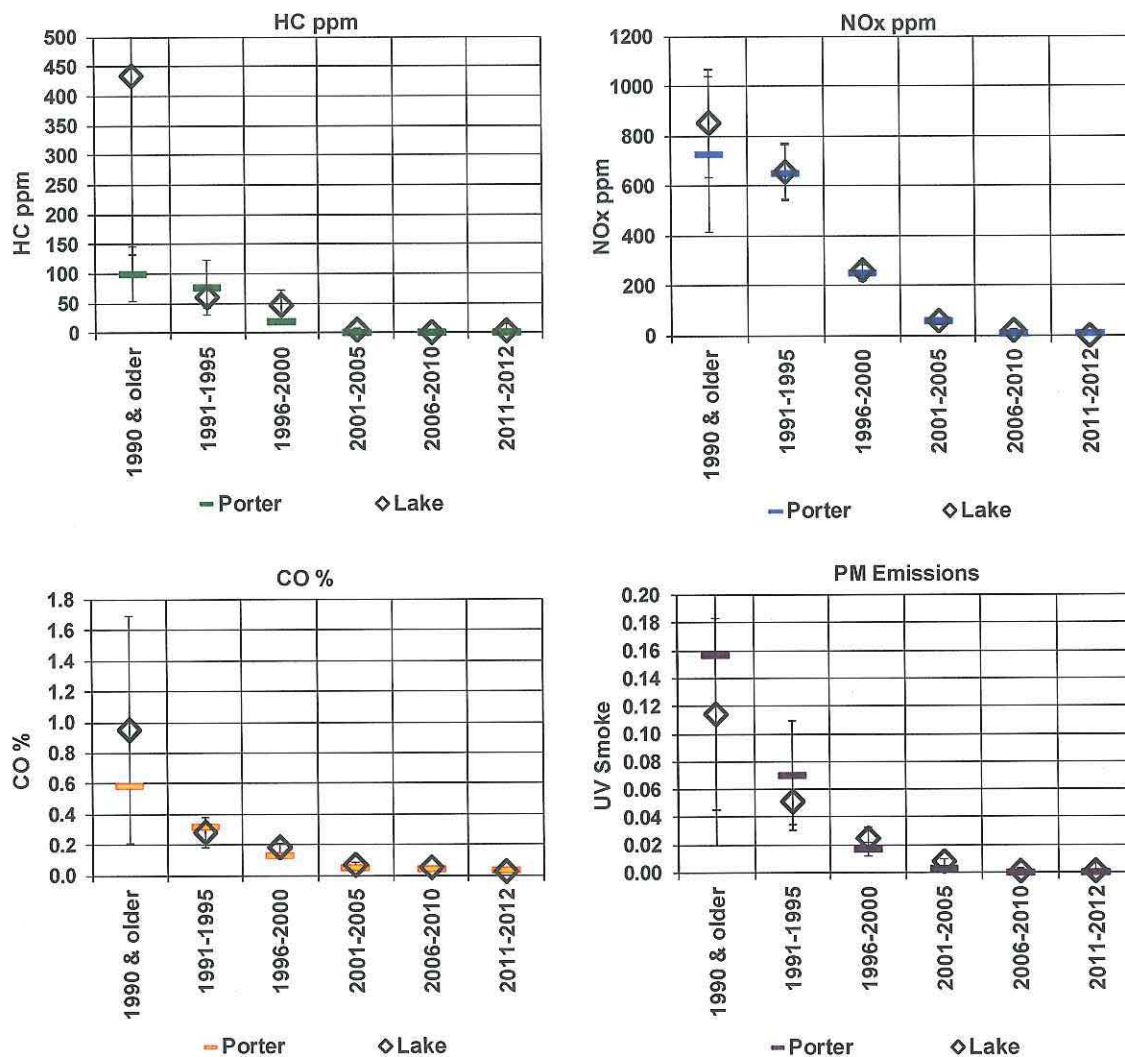 HC ppm
500
450
400
350
300
250
200
150
100
50
0
HC ppm
1990 & older
1991-1995
1996-2000
2001-2005
2006-2010
2011-2012
Porter
Lake
NOx ppm
1200
1000
800
600
400
200
0
NOx ppm
1990 & older
1991-1995
1996-2000
2001-2005
2006-2010
2011-2012
Porter
Lake
CO %
1.8
1.6
1.4
1.2
1.0
0.8
0.6
0.4
0.2
0.0
CO %
1990 & older
1991-1995
1996-2000
2001-2005
2006-2010
2011-2012
Porter
Lake
PM Emissions
0.20
0.18
0.16
0.14
0.12
0.10
0.08
0.06
0.04
0.02
0.00
UV Smoke
1990 & older
1991-1995
1996-2000
2001-2005
2006-2010
2011-2012
Porter
Lake